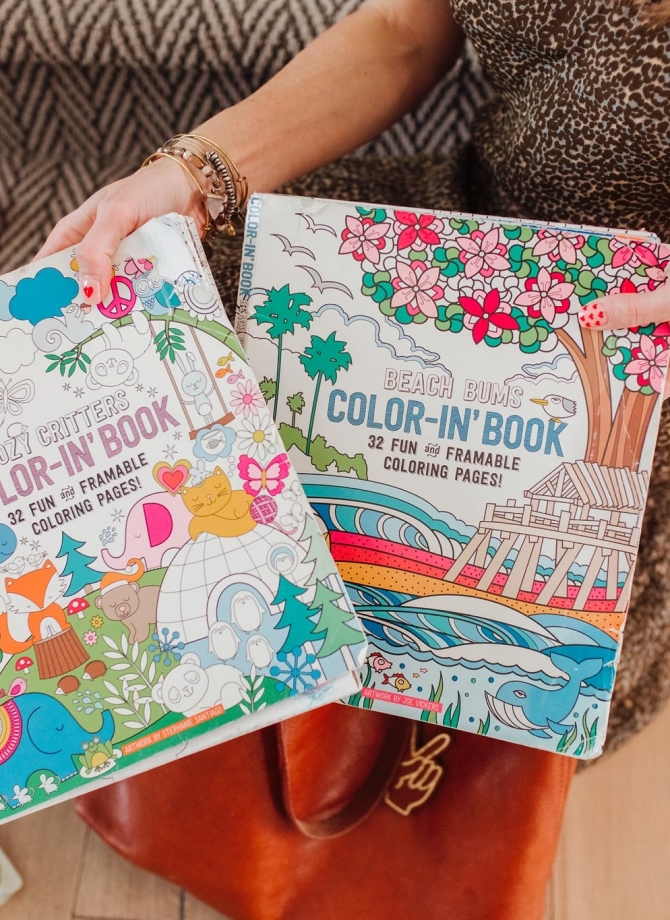 OZY CRITTERS
LOR-IN' BOOK
32 FUN and FRAMABLE
COLORING PAGES!
ARTWORK BY STEPHANIE SANTIAGO
COLOR-IN' BOOK
BEACH BUMS
COLOR-IN' BOOK
32 FUN and FRAMABLE
COLORING PAGES!
ARTWORK BY JOE VICKERS